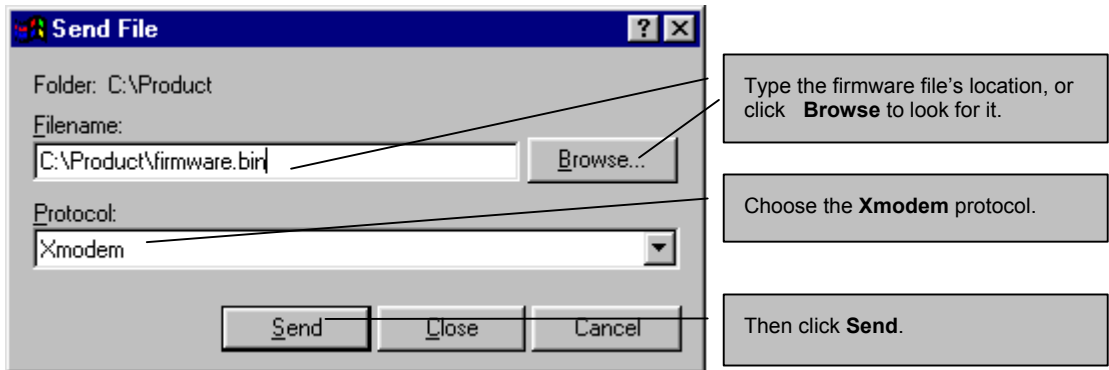 Send File
Folder: C:\Product
Filename:
C:\Product\firmware.bin
Browse...
Protocol:
Xmodem
Send
Close
Cancel
Type the firmware file’s location, or
click Browse to look for it.
Choose the Xmodem protocol.
Then click Send.